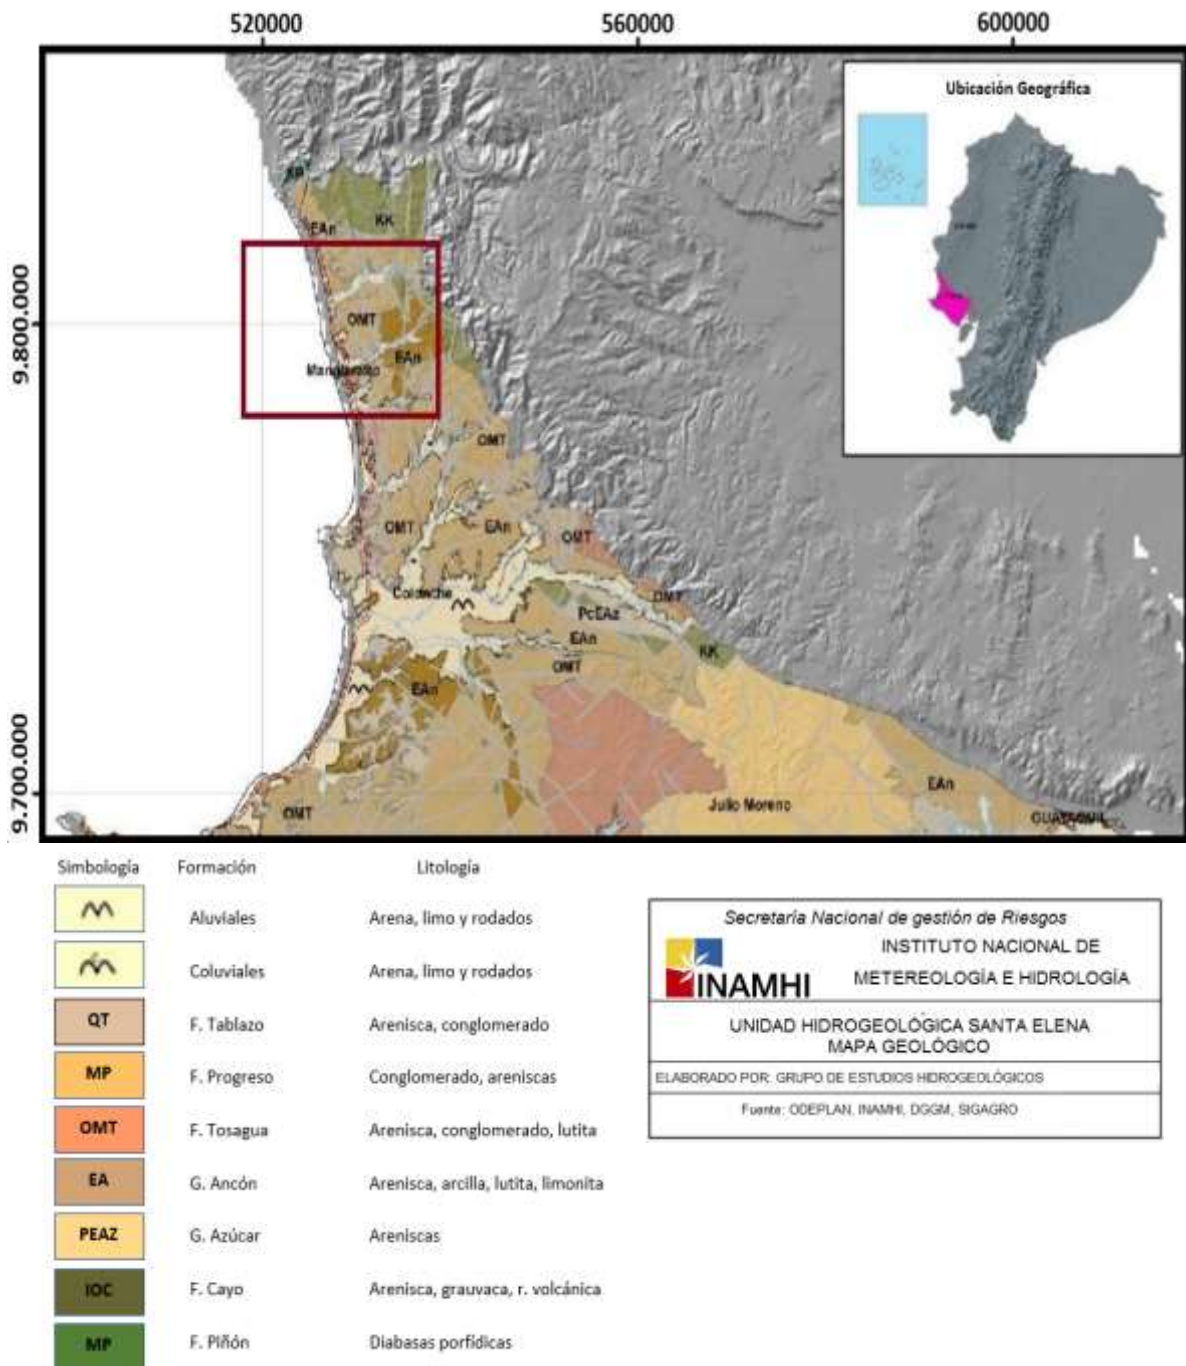 520000 560000 600000
Ubicación Geográfica
KK
EAn
9.800.000
OMT
EAn
Manglaralto
OMT
OMT
EAn
OMT
Colonche
OMT
PcEAz
EAn
KK
OMT
EAn
9.700.000
EAn
Julio Moreno
OMT
GUAYAQUIL
Simbología Formación Litología
Aluviales Arena, limo y rodados
Coluviales Arena, limo y rodados
QT F. Tablazo Arenisca, conglomerado
MP F. Progreso Conglomerado, areniscas
OMT F. Tosagua Arenisca, conglomerado, lutita
EA G. Ancón Arenisca, arcilla, lutita, limonita
PEAZ G. Azúcar Areniscas
IOC F. Cayo Arenisca, grauvaca, r. volcánica
MP F. Piñón Diabasas porfídicas
Secretaría Nacional de gestión de Riesgos
INAMHI
INSTITUTO NACIONAL DE
METEREOLOGÍA E HIDROLOGÍA
UNIDAD HIDROGEOLÓGICA SANTA ELENA
MAPA GEOLÓGICO
ELABORADO POR: GRUPO DE ESTUDIOS HIDROGEOLÓGICOS
Fuente: ODEPLAN, INAMHI, DGGM, SIGAGRO